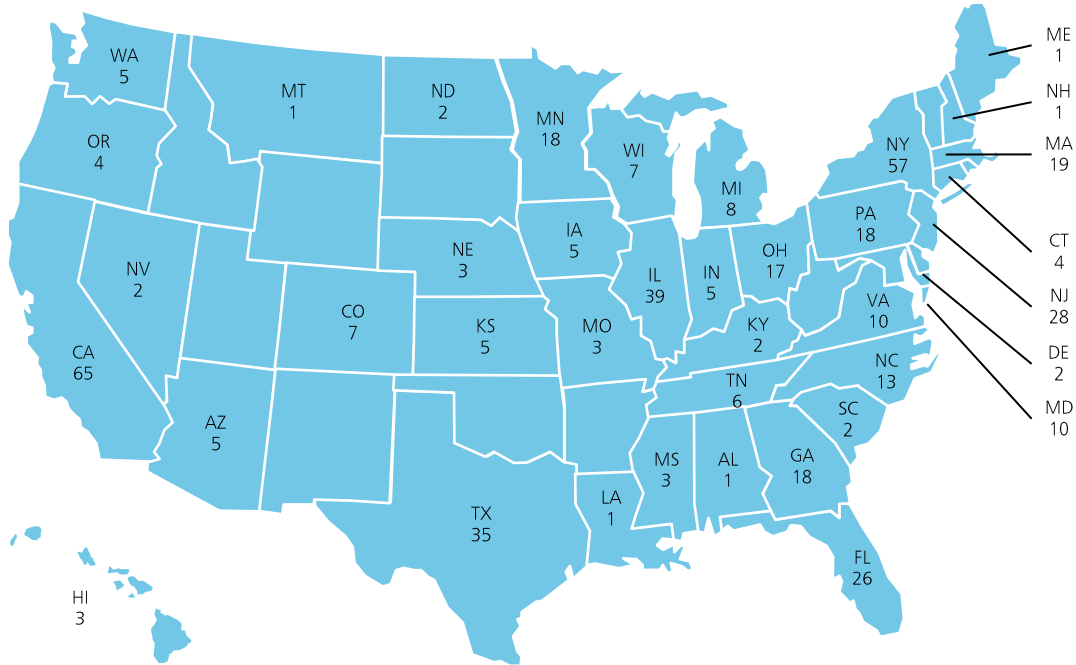 ME
1
WA
5
MT
1
ND
2
NH
1
MN
18
OR
4
NY
57
MA
19
WI
7
MI
8
PA
18
IA
5
CT
4
NE
3
OH
17
NV
2
IL
39
IN
5
NJ
28
VA
10
CO
7
KS
5
MO
3
KY
2
CA
65
DE
2
NC
13
TN
6
SC
2
MD
10
AZ
5
GA
18
MS
3
AL
1
LA
1
TX
35
FL
26
HI
3